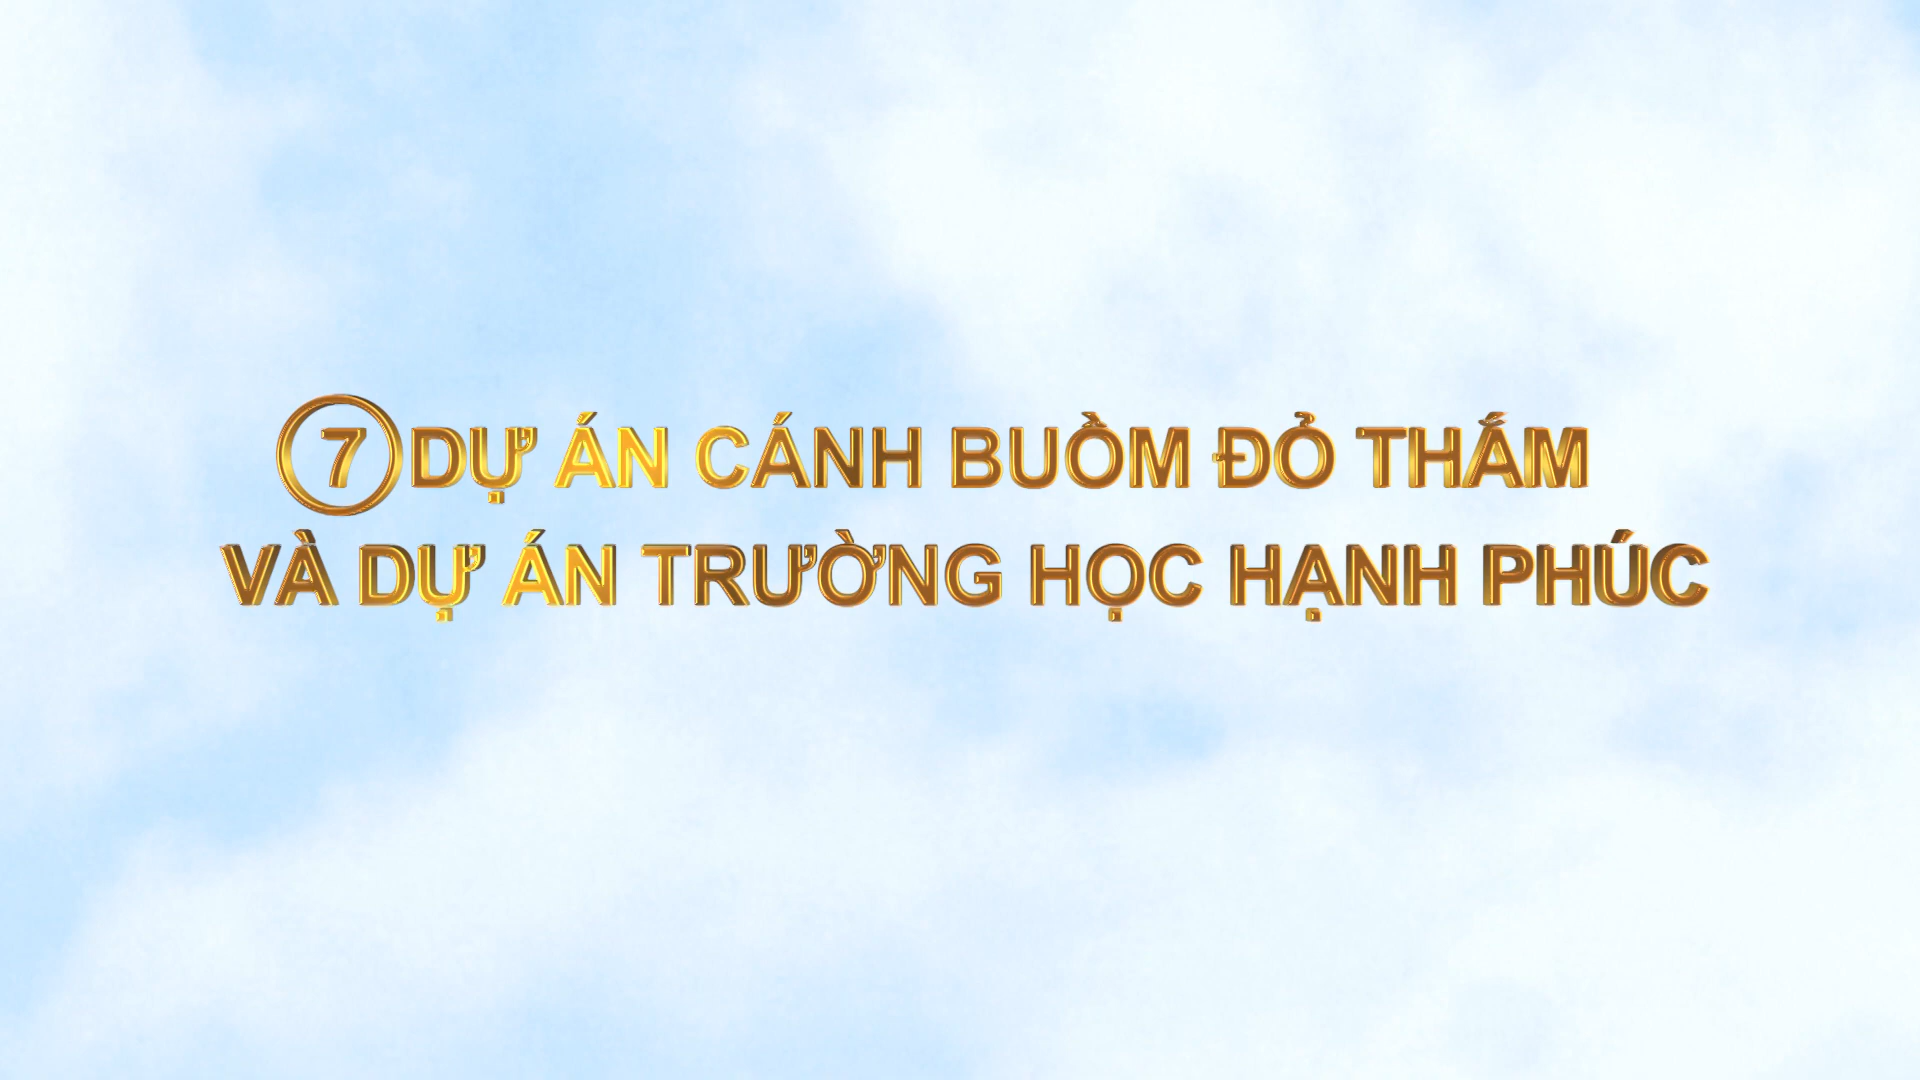 7 DỰ ÁN CÁNH BUỒM ĐỎ THẮM
VÀ DỰ ÁN TRƯỜNG HỌC HẠNH PHÚC